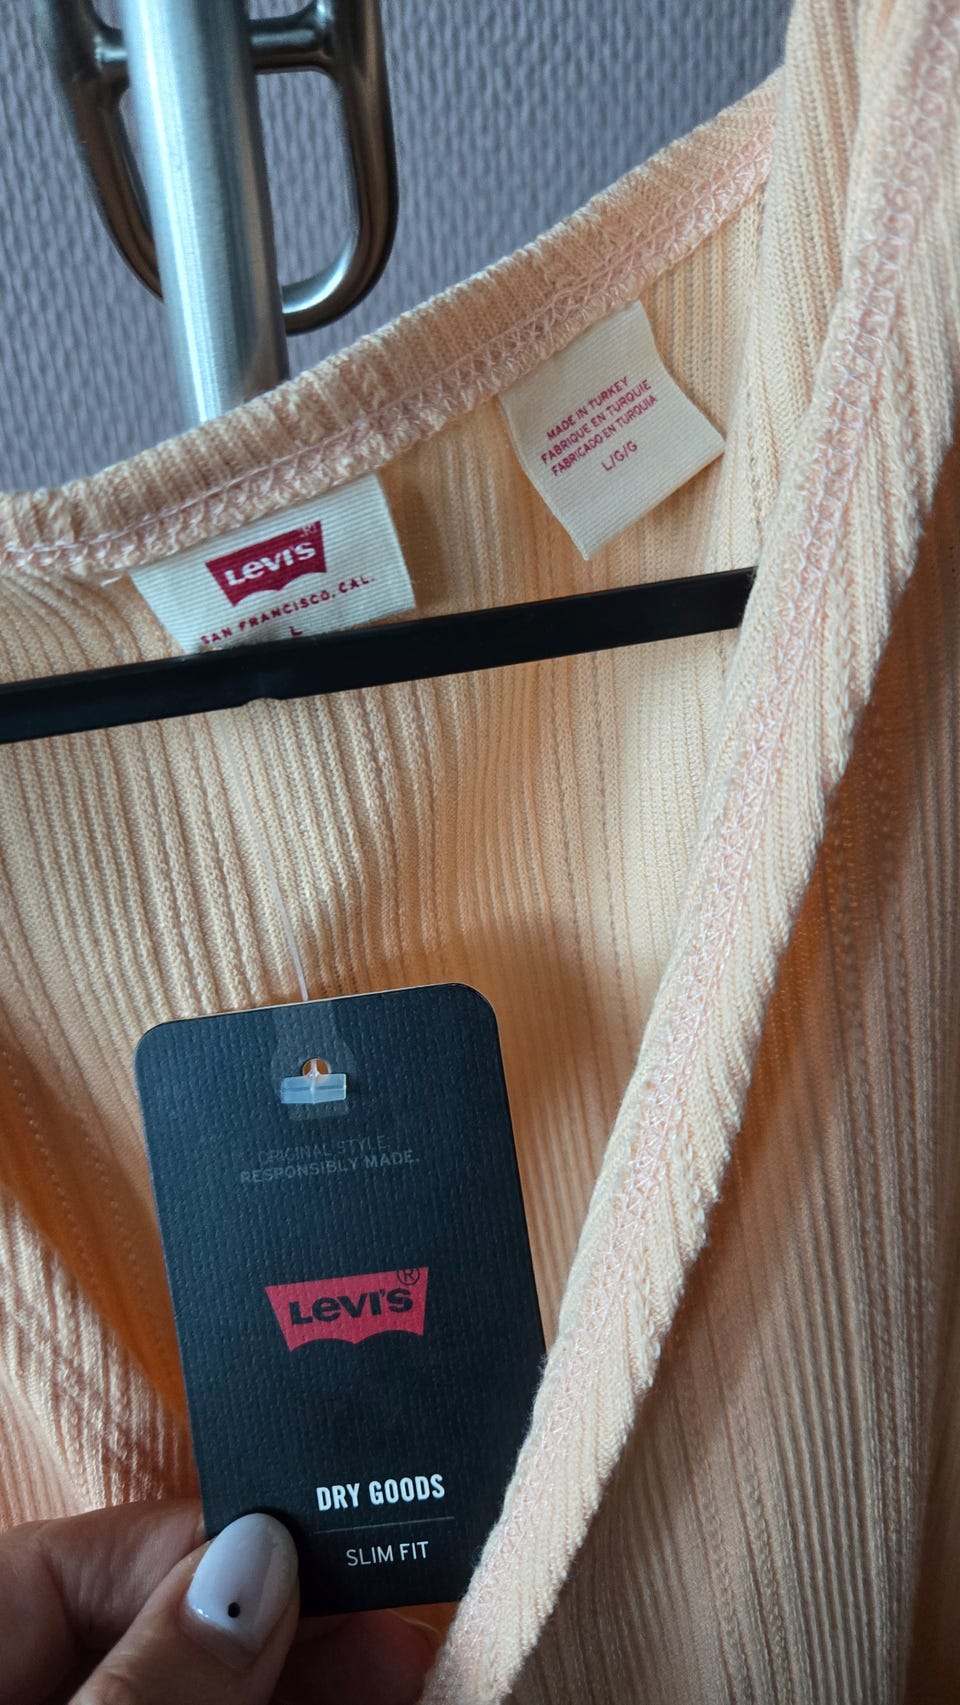 MADE IN TURKEY
FABRIQUE EN TURQUIE
FABRICADO EN TURQUIA
L/G/G
Levi's
SAN FRANCISCO, CAL.
L
ORIGINAL STYLE.
RESPONSIBLY MADE.
Levi's®
DRY GOODS
SLIM FIT